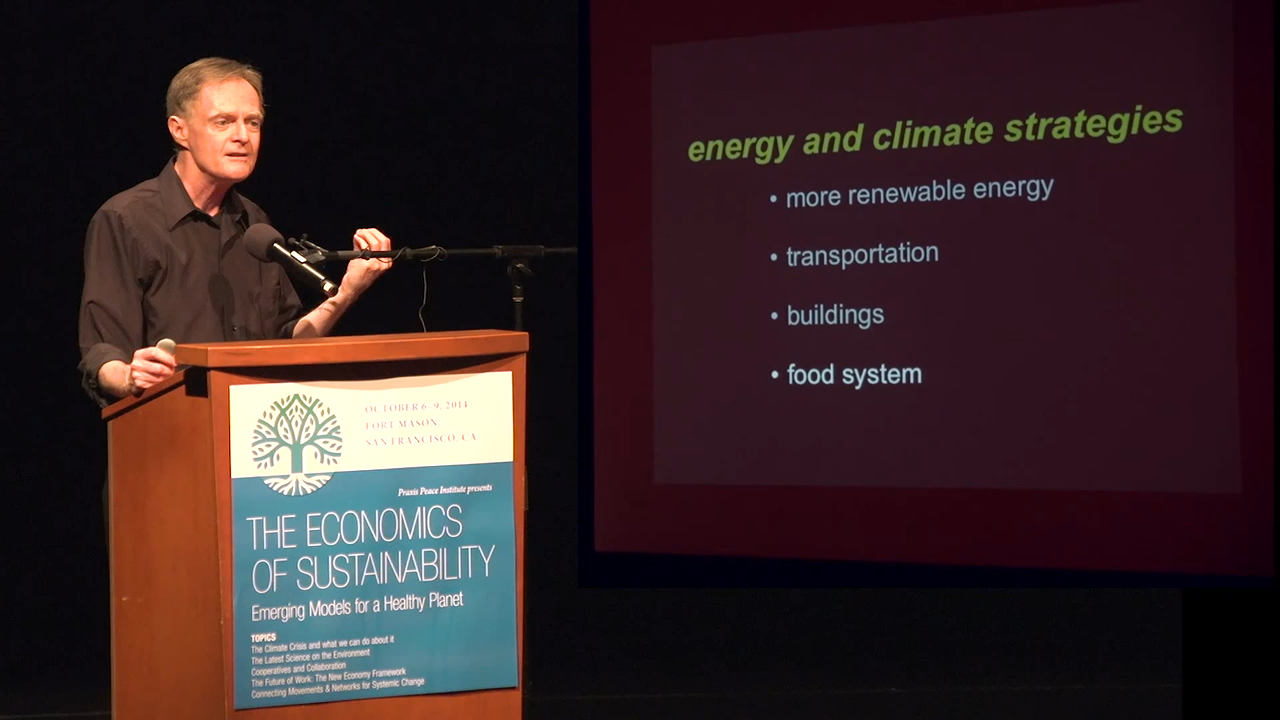 energy and climate strategies
• more renewable energy
• transportation
• buildings
• food system
OCTOBER 6-9, 2014
FORT MASON
SAN FRANCISCO, CA
Praxis Peace Institute presents
THE ECONOMICS
OF SUSTAINABILITY
Emerging Models for a Healthy Planet
TOPICS
The Climate Crisis and what we can do about it
The Latest Science on the Environment
Cooperatives and Collaboration
The Future of Work: The New Economy Framework
Connecting Movements & Networks for Systemic Change